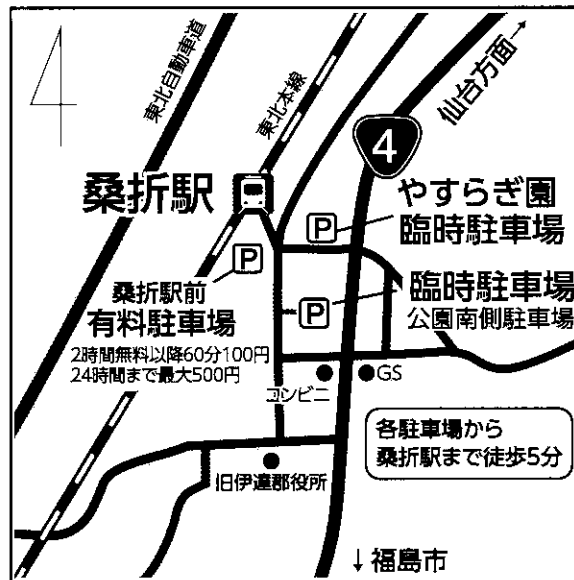 東北自動車道
東北本線
仙台方面→
4
桑折駅
P
やすらぎ園
臨時駐車場
P
桑折駅前
有料駐車場
2時間無料以降60分100円
24時間まで最大500円
P
臨時駐車場
公園南側駐車場
コンビニ
GS
各駐車場から
桑折駅まで徒歩5分
旧伊達郡役所
↓福島市